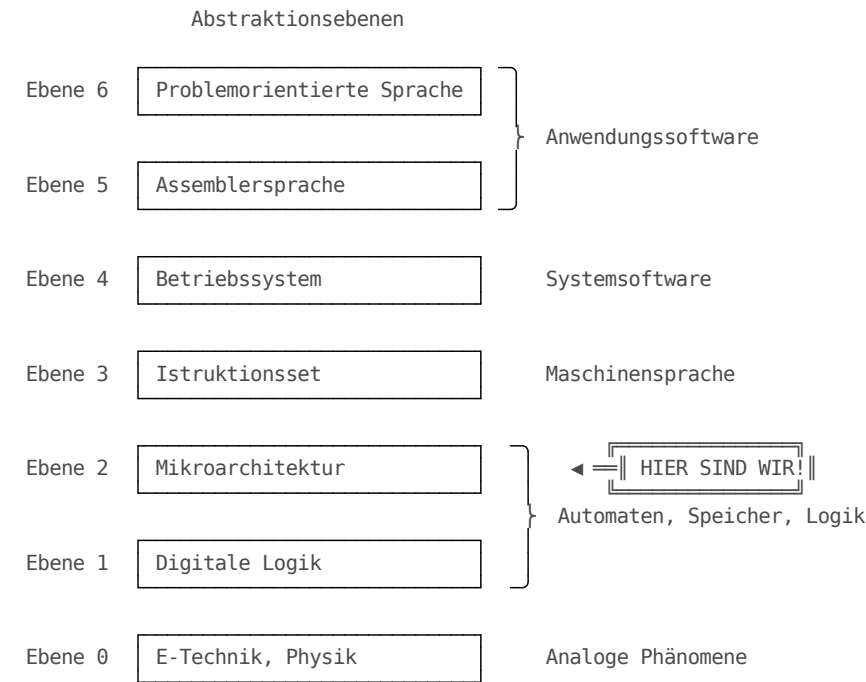 Abstraktionsebenen
Ebene 6 Problemorientierte Sprache
Anwendungssoftware
Ebene 5 Assemblersprache
Ebene 4 Betriebssystem Systemsoftware
Ebene 3 Istruktionsset Maschinensprache
Ebene 2 Mikroarchitektur HIER SIND WIR!
Automaten, Speicher, Logik
Ebene 1 Digitale Logik
Ebene 0 E-Technik, Physik Analoge Phänomene